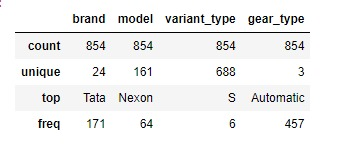 brand model variant_type gear_type
count 854 854 854 854
unique 24 161 688 3
top Tata Nexon S Automatic
freq 171 64 6 457